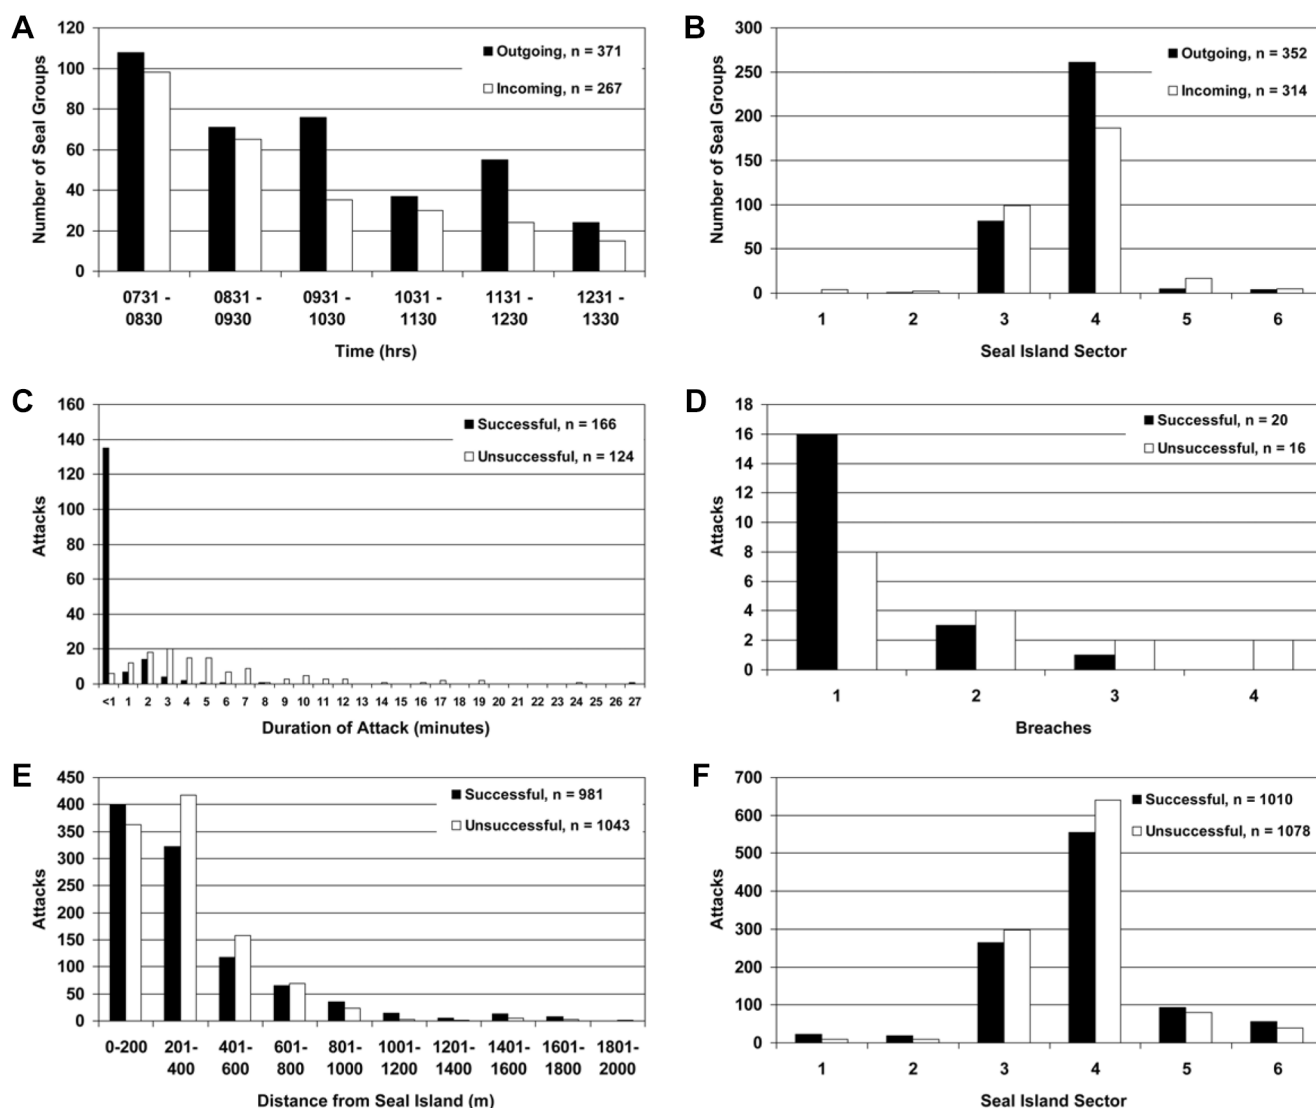 A
Number of Seal Groups
120
100
80
60
40
20
0
Outgoing, n = 371
Incoming, n = 267
0731 - 0831 - 0931 - 1031 - 1131 - 1231 -
0830 0930 1030 1130 1230 1330
Time (hrs)
B
Number of Seal Groups
300
250
200
150
100
50
0
Outgoing, n = 352
Incoming, n = 314
1 2 3 4 5 6
Seal Island Sector
C
Attacks
160
140
120
100
80
60
40
20
0
Successful, n = 166
Unsuccessful, n = 124
<1 1 2 3 4 5 6 7 8 9 10 11 12 13 14 15 16 17 18 19 20 21 22 23 24 25 26 27
Duration of Attack (minutes)
D
Attacks
18
16
14
12
10
8
6
4
2
0
Successful, n = 20
Unsuccessful, n = 16
1 2 3 4
Breaches
E
Attacks
450
400
350
300
250
200
150
100
50
0
Successful, n = 981
Unsuccessful, n = 1043
0-200 201- 401- 601- 801- 1001- 1201- 1401- 1601- 1801-
400 600 800 1000 1200 1400 1600 1800 2000
Distance from Seal Island (m)
F
Attacks
700
600
500
400
300
200
100
0
Successful, n = 1010
Unsuccessful, n = 1078
1 2 3 4 5 6
Seal Island Sector